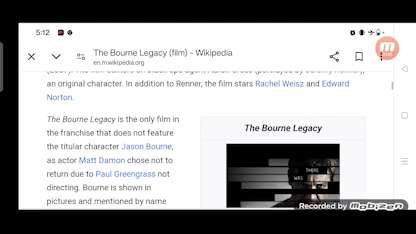 5:12
The Bourne Legacy (film) - Wikipedia
en.m.wikipedia.org
an original character. In addition to Renner, the film stars Rachel Weisz and Edward
Norton.
The Bourne Legacy is the only film in
the franchise that does not feature
the titular character Jason Bourne,
as actor Matt Damon chose not to
return due to Paul Greengrass not
directing. Bourne is shown in
pictures and mentioned by name
The Bourne Legacy
THERE
WAS
Recorded by Mobizen